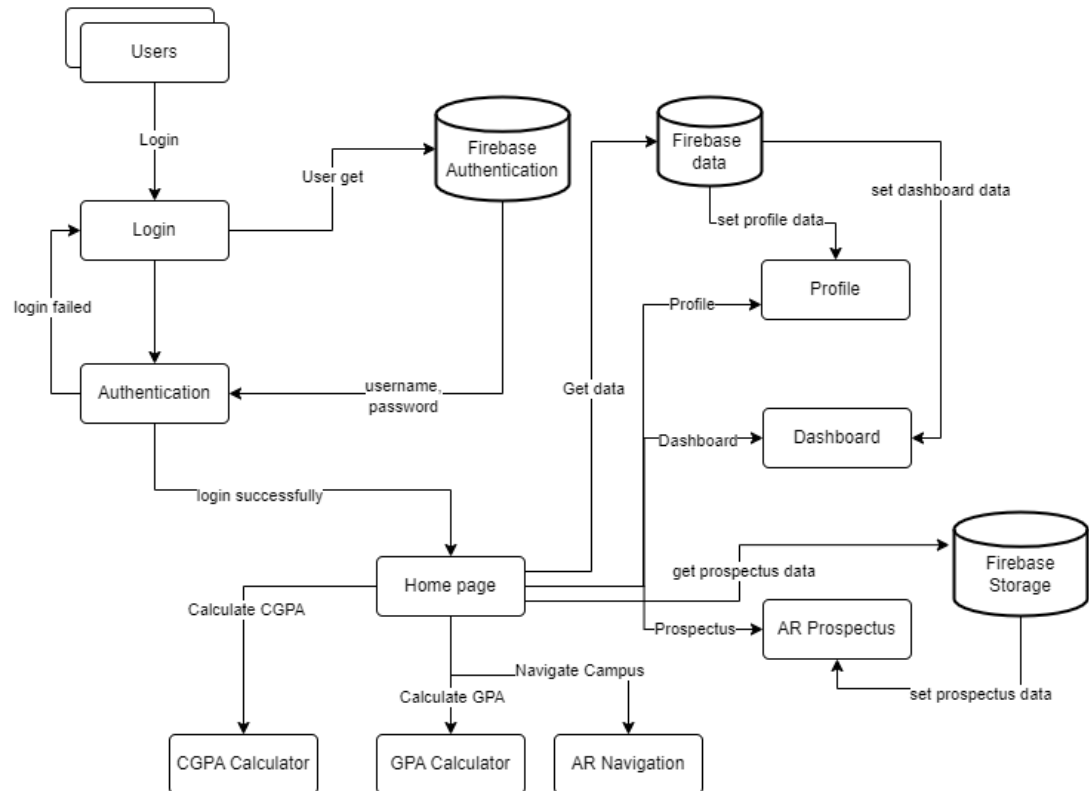 Users
Login
Firebase
Authentication
User get
Firebase
data
set dashboard data
set profile data
Login
Profile
login failed
Profile
Authentication
username,
password
Get data
Dashboard
Dashboard
login successfully
Home page
get prospectus data
Firebase
Storage
Calculate CGPA
Prospectus
AR Prospectus
Navigate Campus
Calculate GPA
set prospectus data
CGPA Calculator
GPA Calculator
AR Navigation